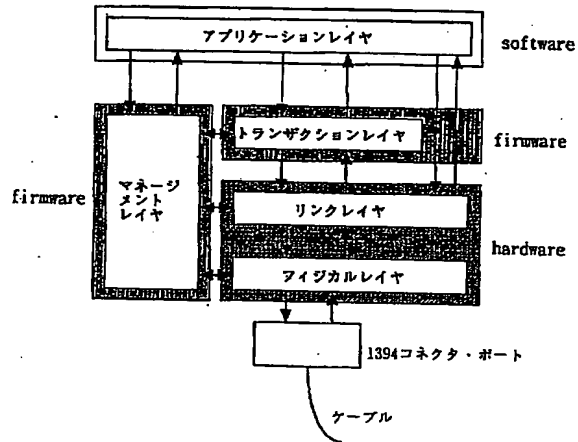 アプリケーションレイヤ
software
トランザクションレイヤ
firmware
firmware
マネージ
メント
レイヤ
リンクレイヤ
hardware
フィジカルレイヤ
1394コネクタ・ポート
ケーブル